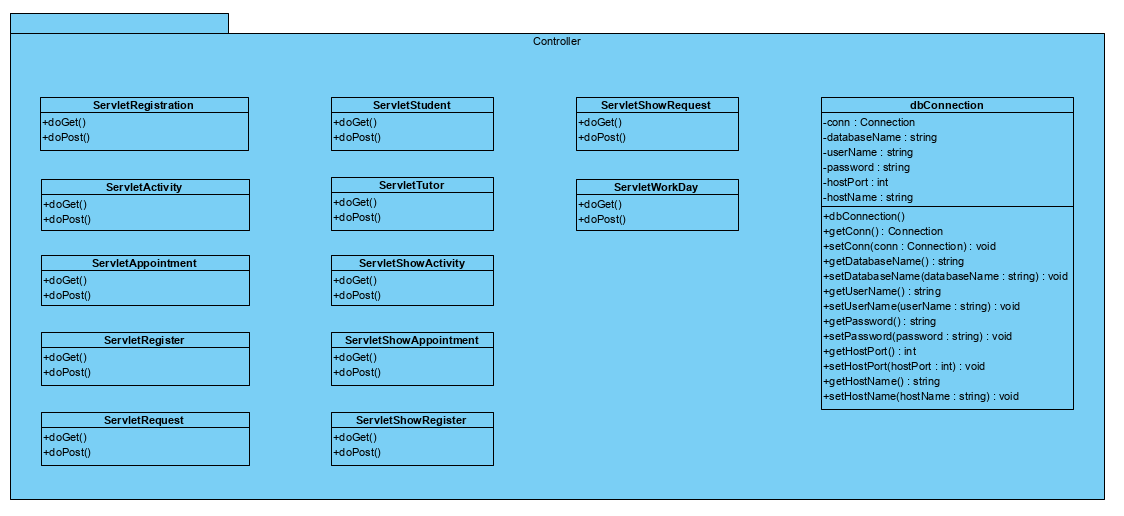 Controller
ServletRegistration
+doGet()
+doPost()
ServletActivity
+doGet()
+doPost()
ServletAppointment
+doGet()
+doPost()
ServletRegister
+doGet()
+doPost()
ServletRequest
+doGet()
+doPost()
ServletStudent
+doGet()
+doPost()
ServletTutor
+doGet()
+doPost()
ServletShowActivity
+doGet()
+doPost()
ServletShowAppointment
+doGet()
+doPost()
ServletShowRegister
+doGet()
+doPost()
ServletShowRequest
+doGet()
+doPost()
ServletWorkDay
+doGet()
+doPost()
dbConnection
-conn : Connection
-databaseName : string
-userName : string
-password : string
-hostPort : int
-hostName : string
+dbConnection()
+getConn() : Connection
+setConn(conn : Connection) : void
+getDatabaseName() : string
+setDatabaseName(databaseName : string) : void
+getUserName() : string
+setUserName(userName : string) : void
+getPassword() : string
+setPassword(password : string) : void
+getHostPort() : int
+setHostPort(hostPort : int) : void
+getHostName() : string
+setHostName(hostName : string) : void